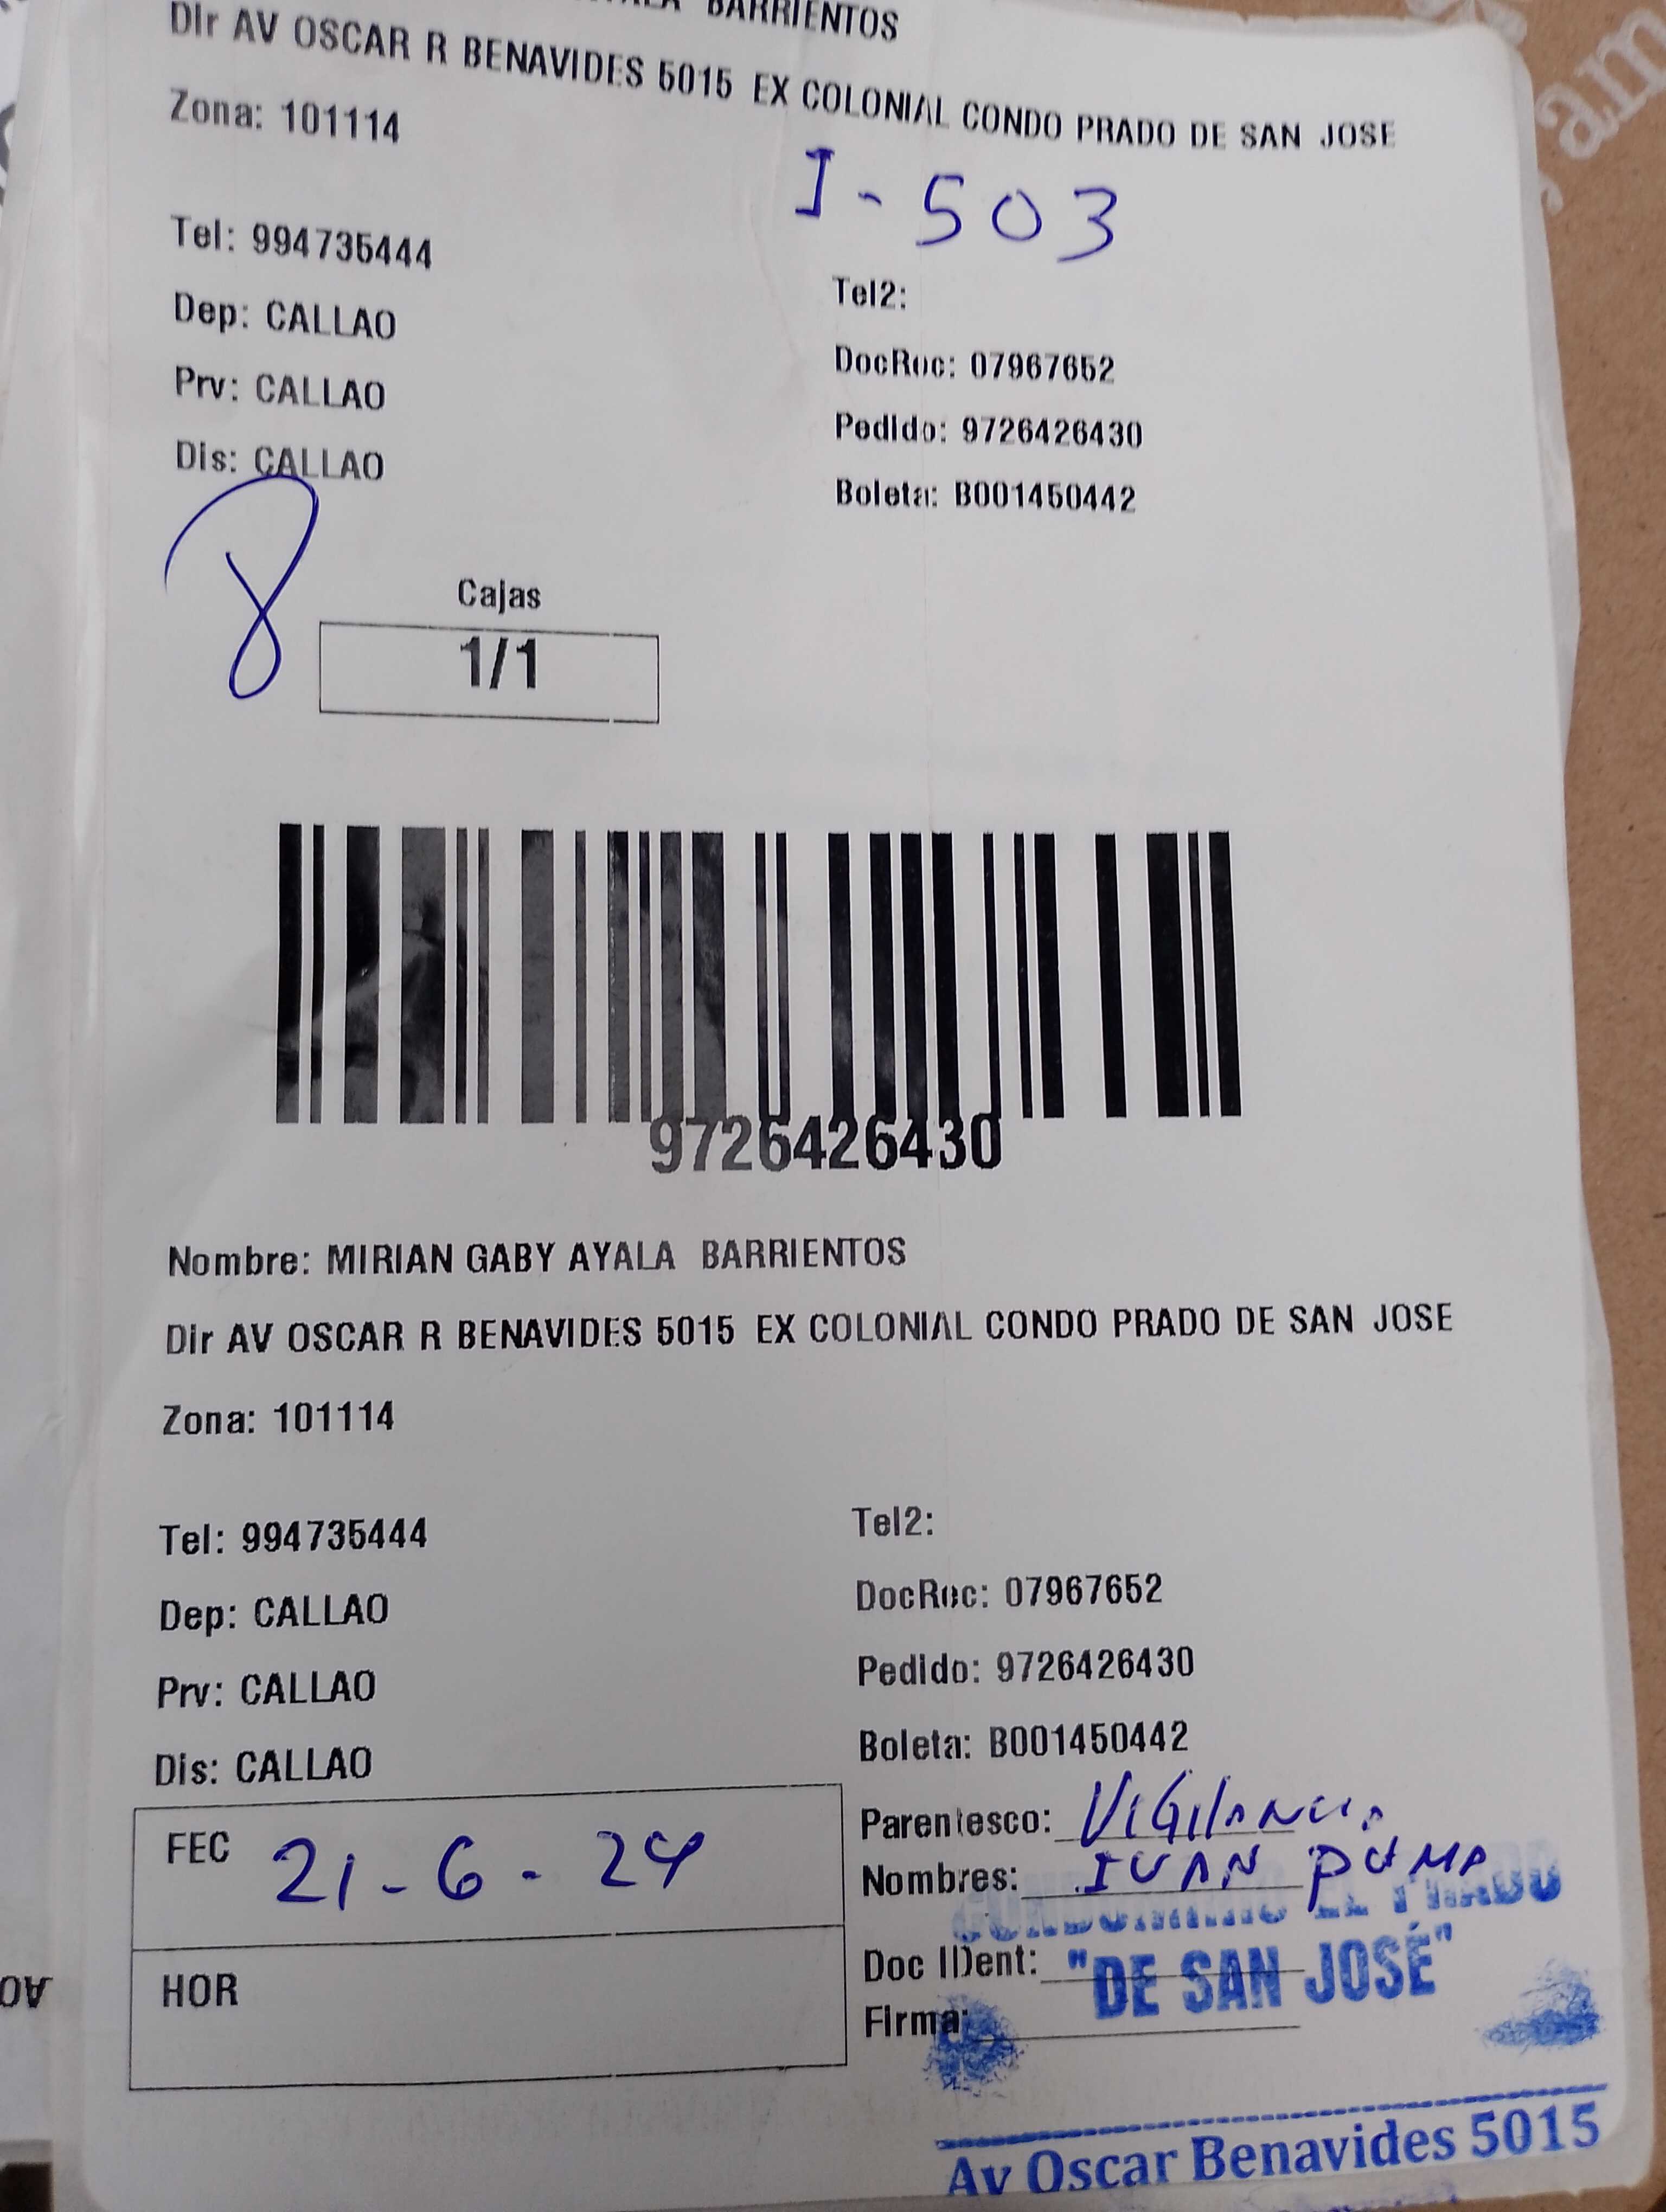 BARRIENTOS
Dir AV OSCAR R BENAVIDES 5015 EX COLONIAL CONDO PRADO DE SAN JOSE
Zona: 101114
I-503
Tel: 994735444
Tel2:
Dep: CALLAO
DocRec: 07967652
Prv: CALLAO
Pedido: 9726426430
Dis: CALLAO
Boleta: B001450442
8
Cajas
1/1
9726426430
Nombre: MIRIAN GABY AYALA BARRIENTOS
Dir AV OSCAR R BENAVIDES 5015 EX COLONIAL CONDO PRADO DE SAN JOSE
Zona: 101114
Tel: 994735444
Tel2:
Dep: CALLAO
DocRec: 07967652
Prv: CALLAO
Pedido: 9726426430
Dis: CALLAO
Boleta: B001450442
FEC 21-6-24
Parentesco: Vigilancia
Nombres: IVAN PUMA
CONDOMINIO EL PRADO
HOR
Doc IDent: "DE SAN JOSÉ"
Firma:
Av Oscar Benavides 5015